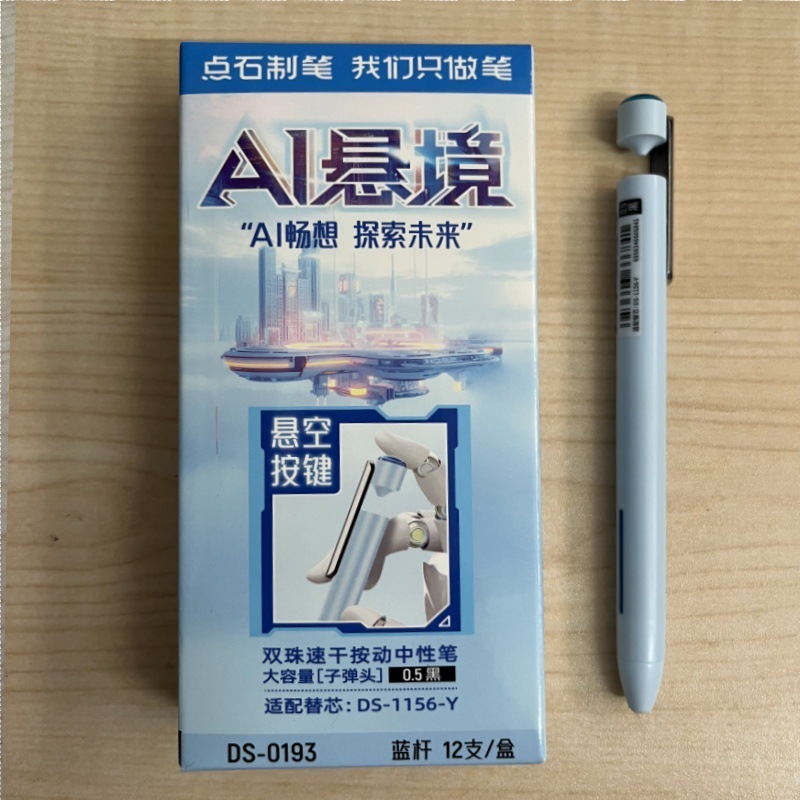 点石制笔 我们只做笔
AI悬境
“AI畅想 探索未来”
悬空
按键
双珠速干按动中性笔
大容量[子弹头] 0.5黑
适配替芯：DS-1156-Y
DS-0193 蓝杆 12支/盒